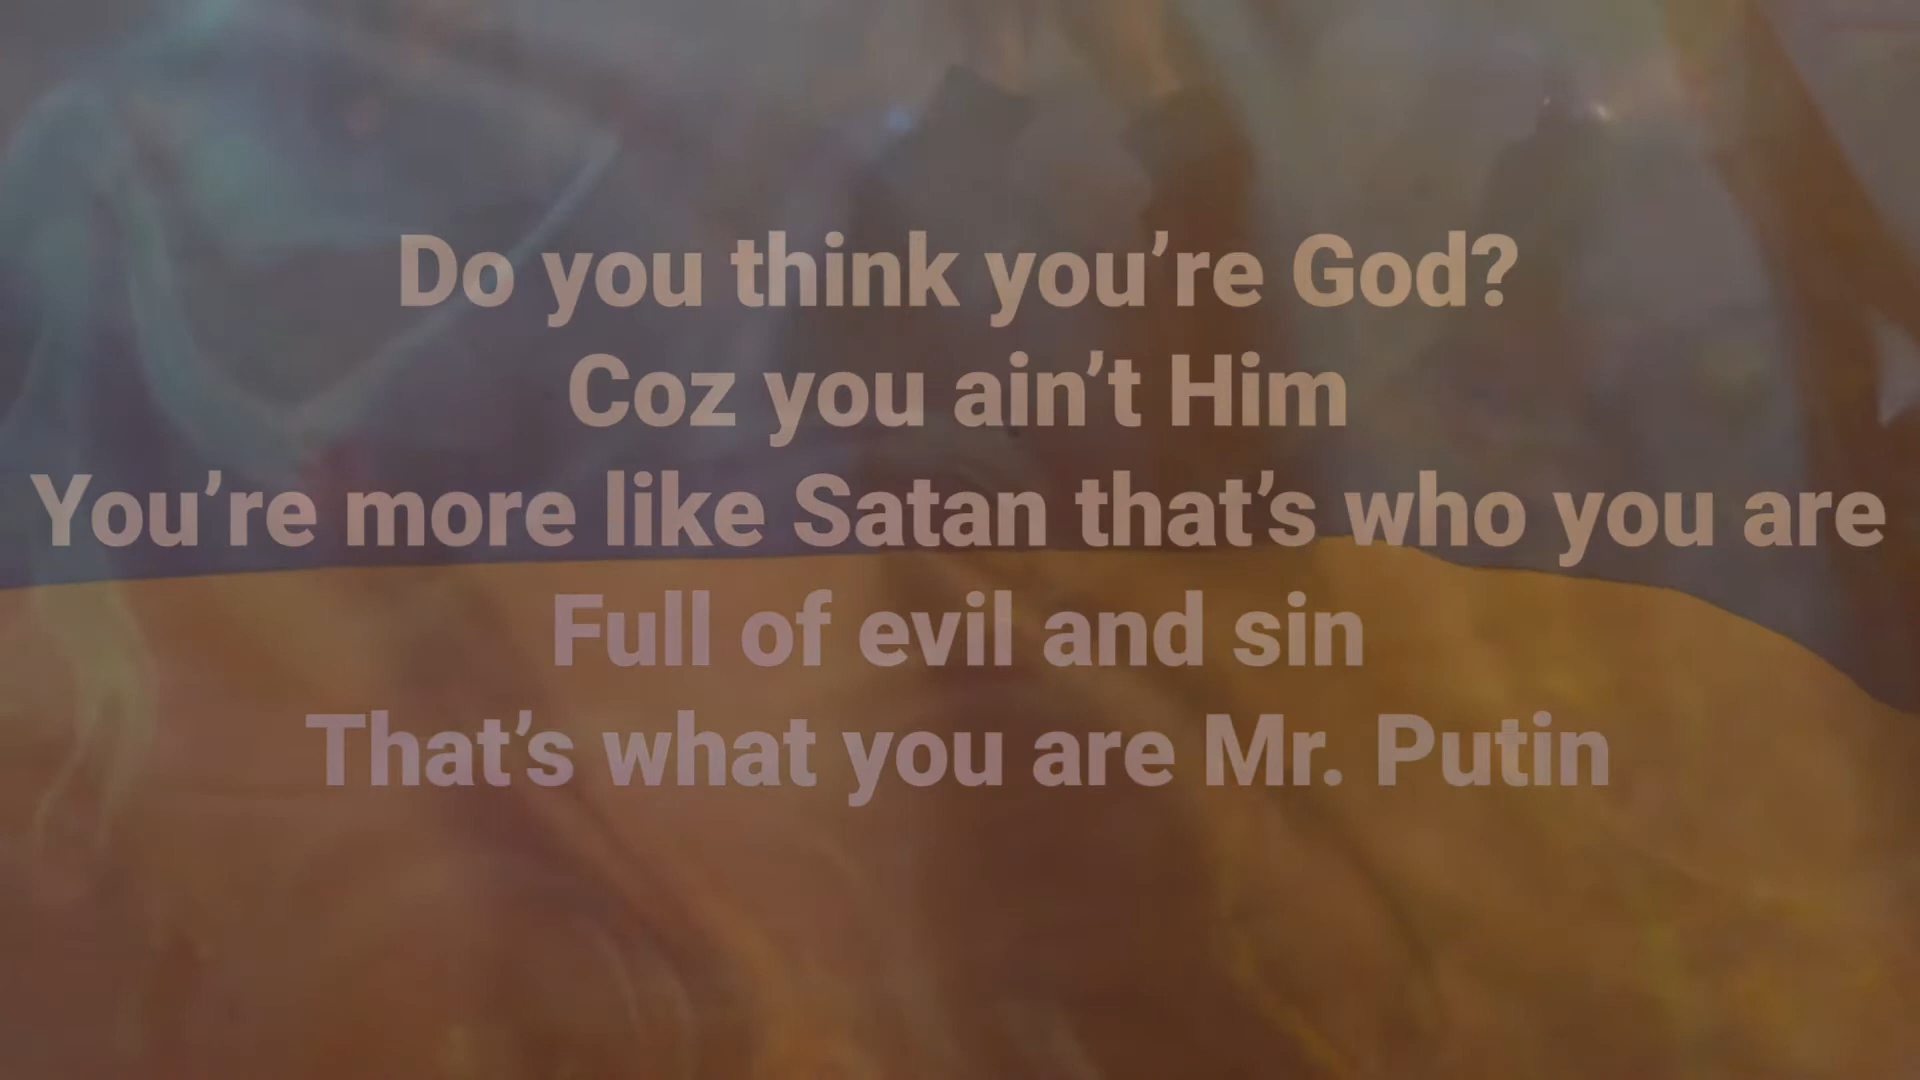 Do you think you’re God?
Coz you ain’t Him
You’re more like Satan that’s who you are
Full of evil and sin
That’s what you are Mr. Putin